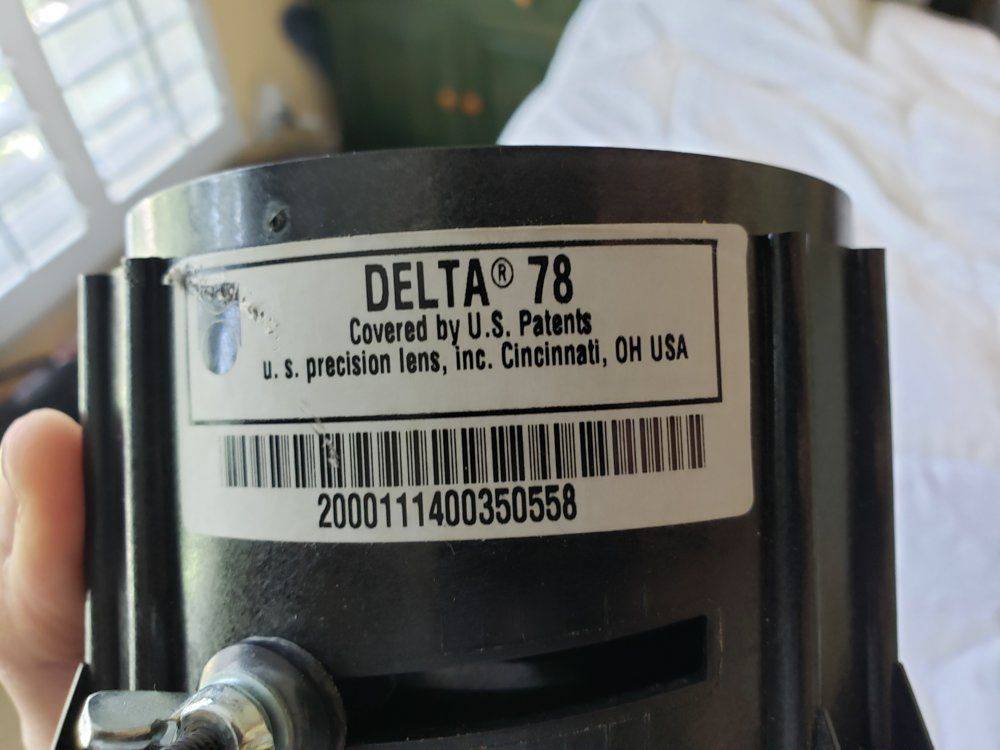 DELTA® 78
Covered by U.S. Patents
u. s. precision lens, inc. Cincinnati, OH USA
2000111400350558